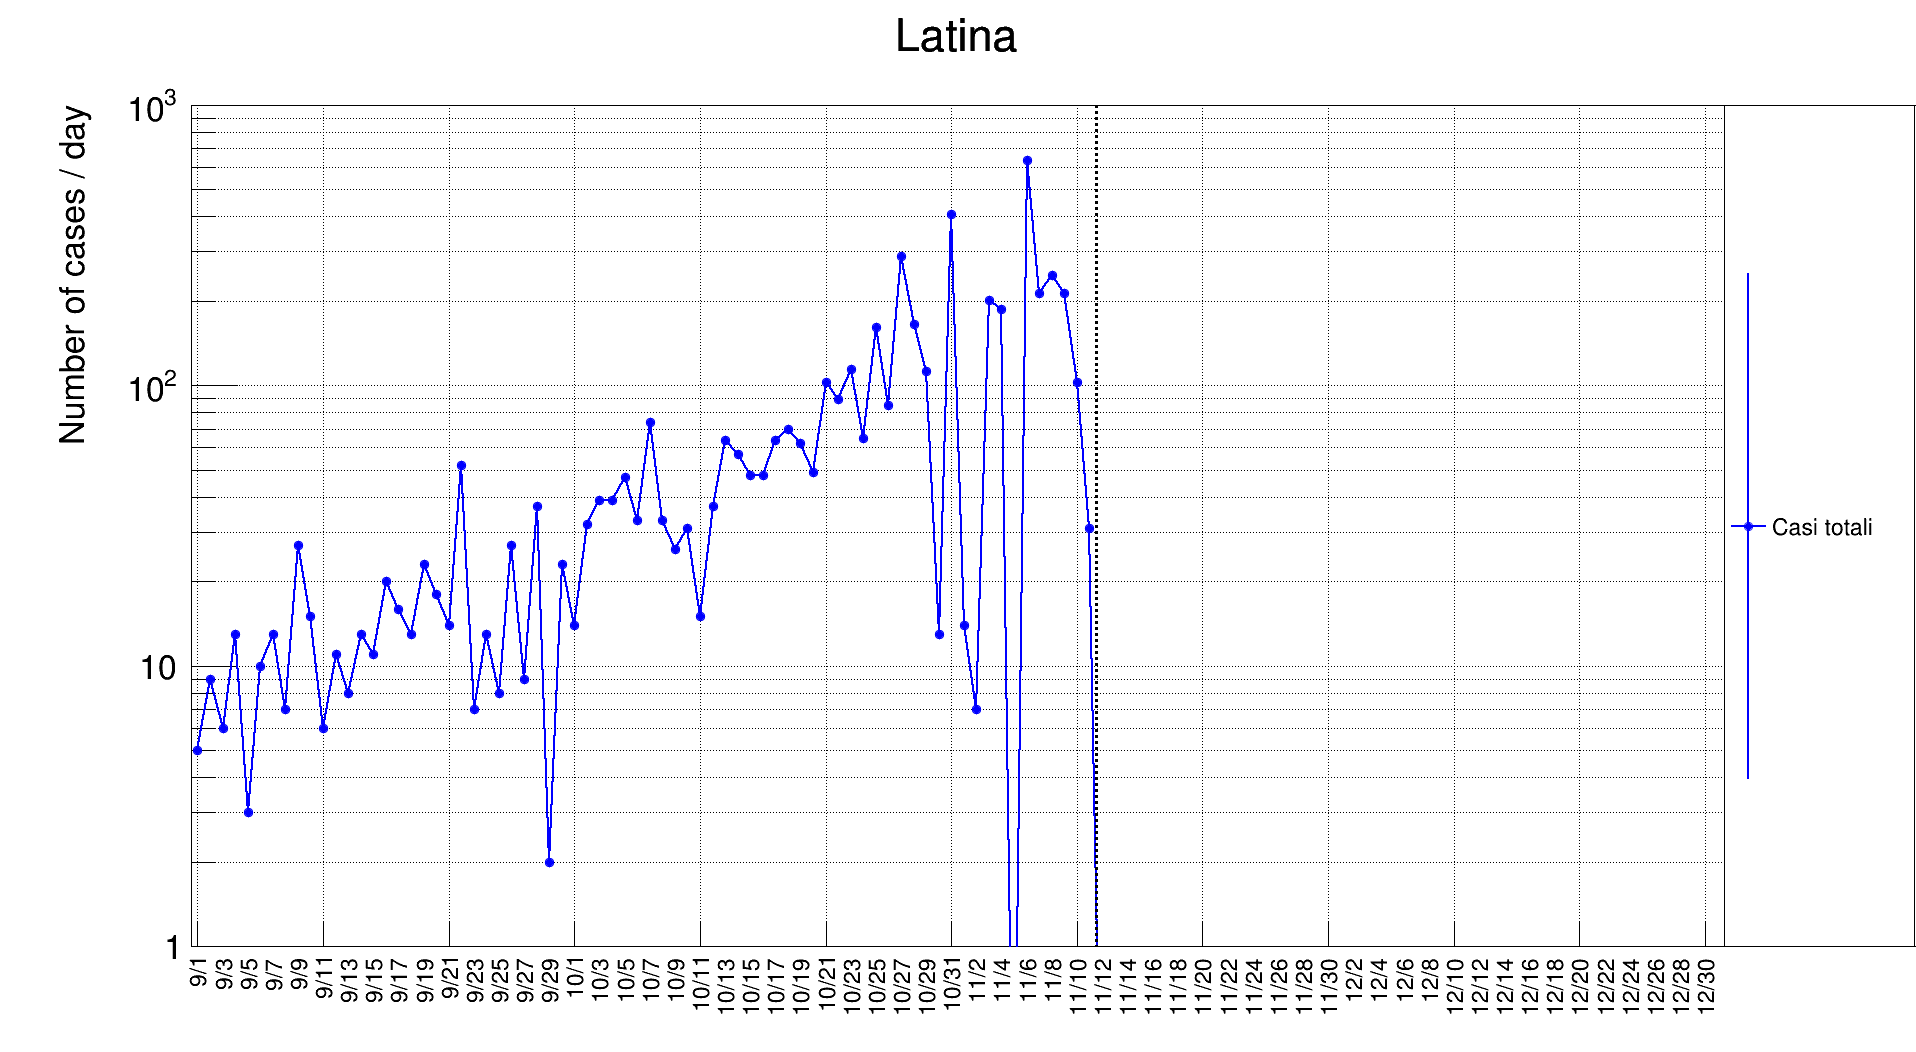 Latina
Number of cases / day
10³
10²
10
1
9/1 9/3 9/5 9/7 9/9 9/11 9/13 9/15 9/17 9/19 9/21 9/23 9/25 9/27 9/29 10/1 10/3 10/5 10/7 10/9 10/11 10/13 10/15 10/17 10/19 10/21 10/23 10/25 10/27 10/29 10/31 11/2 11/4 11/6 11/8 11/10 11/12 11/14 11/16 11/18 11/20 11/22 11/24 11/26 11/28 11/30 12/2 12/4 12/6 12/8 12/10 12/12 12/14 12/16 12/18 12/20 12/22 12/24 12/26 12/28 12/30
Casi totali